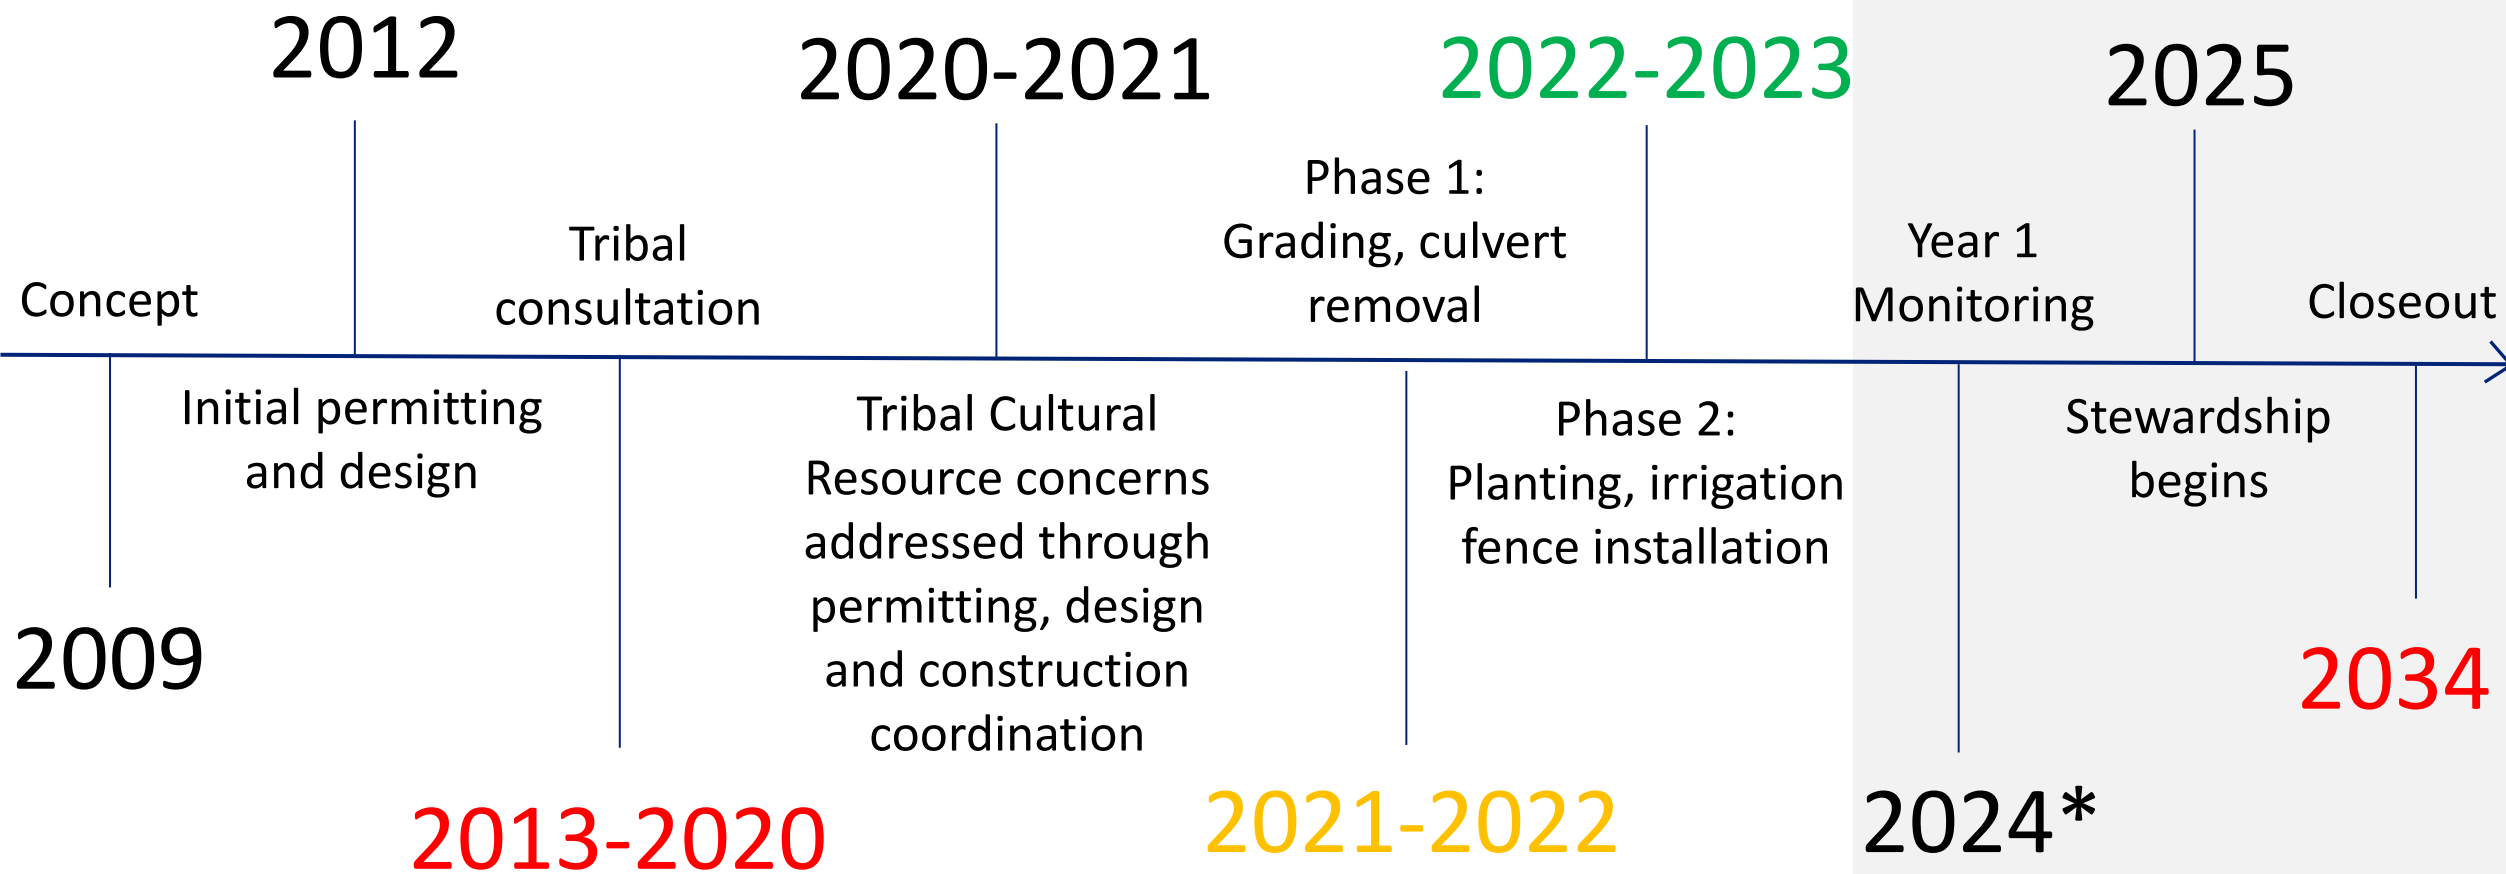 2012
2020-2021
2022-2023
2025
Concept
Tribal
consultation
Phase 1:
Grading, culvert
removal
Year 1
Monitoring
Closeout
Initial permitting
and design
Tribal Cultural
Resource concerns
addressed through
permitting, design
and construction
coordination
Phase 2:
Planting, irrigation
fence installation
Stewardship
begins
2009
2013-2020
2021-2022
2024*
2034